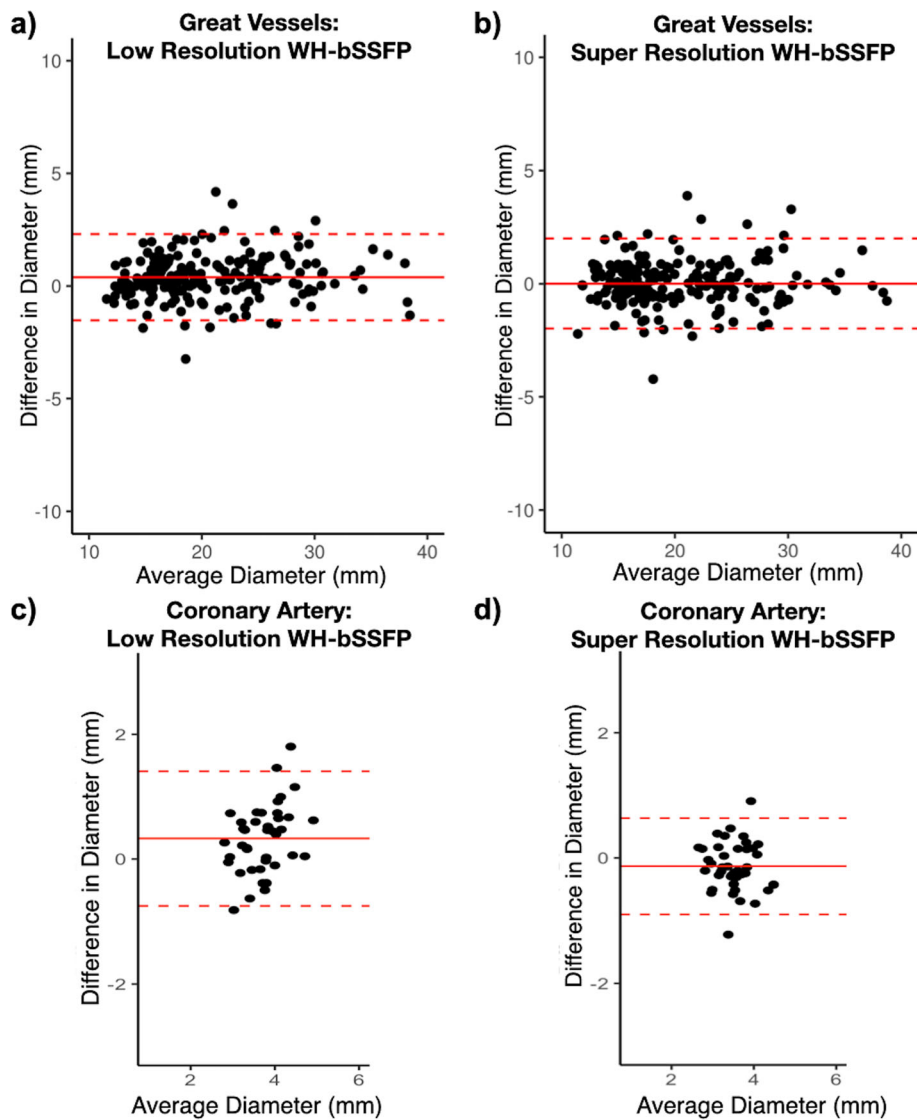 a)
Great Vessels:
Low Resolution WH-bSSFP
10
5
0
-5
-10
Difference in Diameter (mm)
10 20 30 40
Average Diameter (mm)
b)
Great Vessels:
Super Resolution WH-bSSFP
10
5
0
-5
-10
Difference in Diameter (mm)
10 20 30 40
Average Diameter (mm)
c)
Coronary Artery:
Low Resolution WH-bSSFP
2
0
-2
Difference in Diameter (mm)
2 4 6
Average Diameter (mm)
d)
Coronary Artery:
Super Resolution WH-bSSFP
2
0
-2
Difference in Diameter (mm)
2 4 6
Average Diameter (mm)